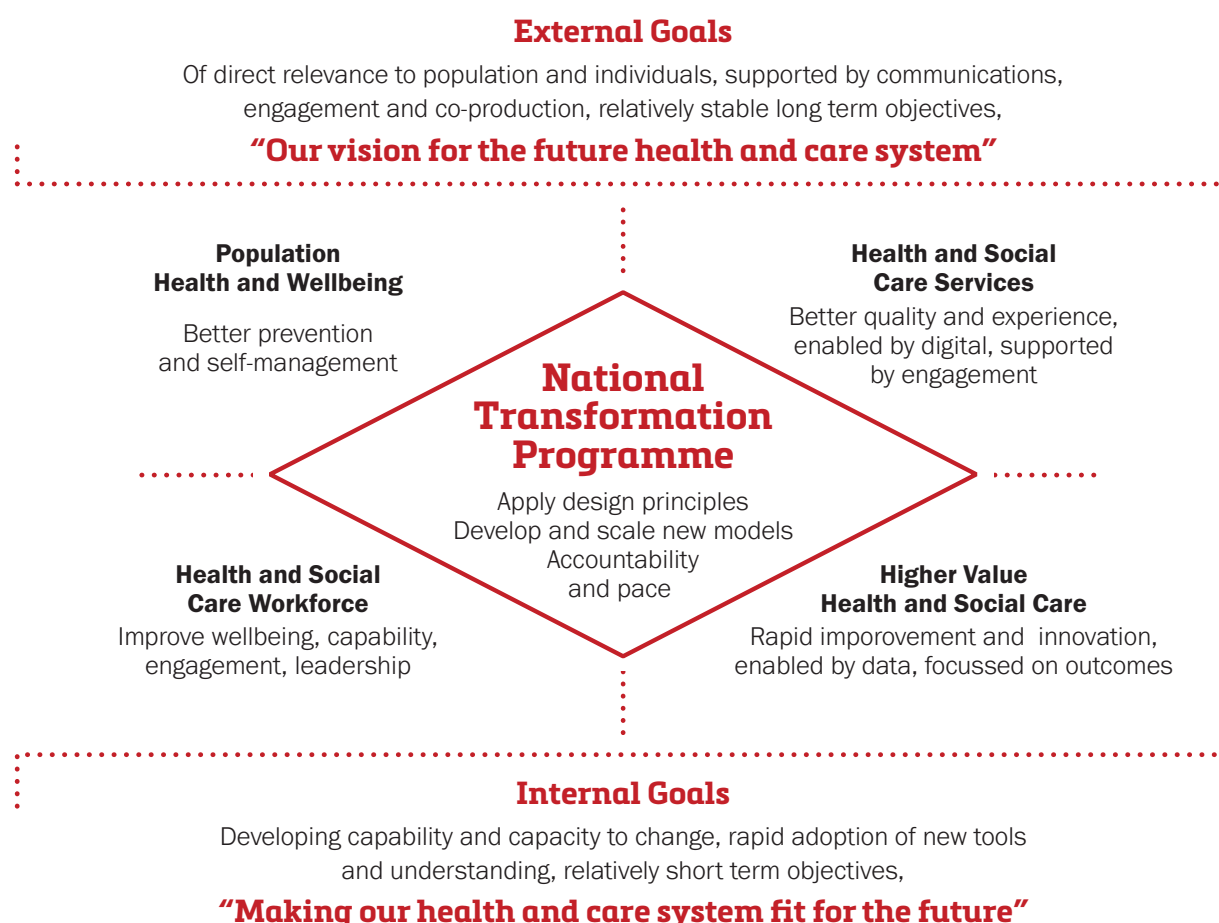 External Goals
Of direct relevance to population and individuals, supported by communications,
engagement and co-production, relatively stable long term objectives,
“Our vision for the future health and care system”
Population
Health and Wellbeing
Better prevention
and self-management
Health and Social
Care Services
Better quality and experience,
enabled by digital, supported
by engagement
National
Transformation
Programme
Apply design principles
Develop and scale new models
Accountability
and pace
Health and Social
Care Workforce
Improve wellbeing, capability,
engagement, leadership
Higher Value
Health and Social Care
Rapid imporovement and innovation,
enabled by data, focussed on outcomes
Internal Goals
Developing capability and capacity to change, rapid adoption of new tools
and understanding, relatively short term objectives,
“Making our health and care system fit for the future”